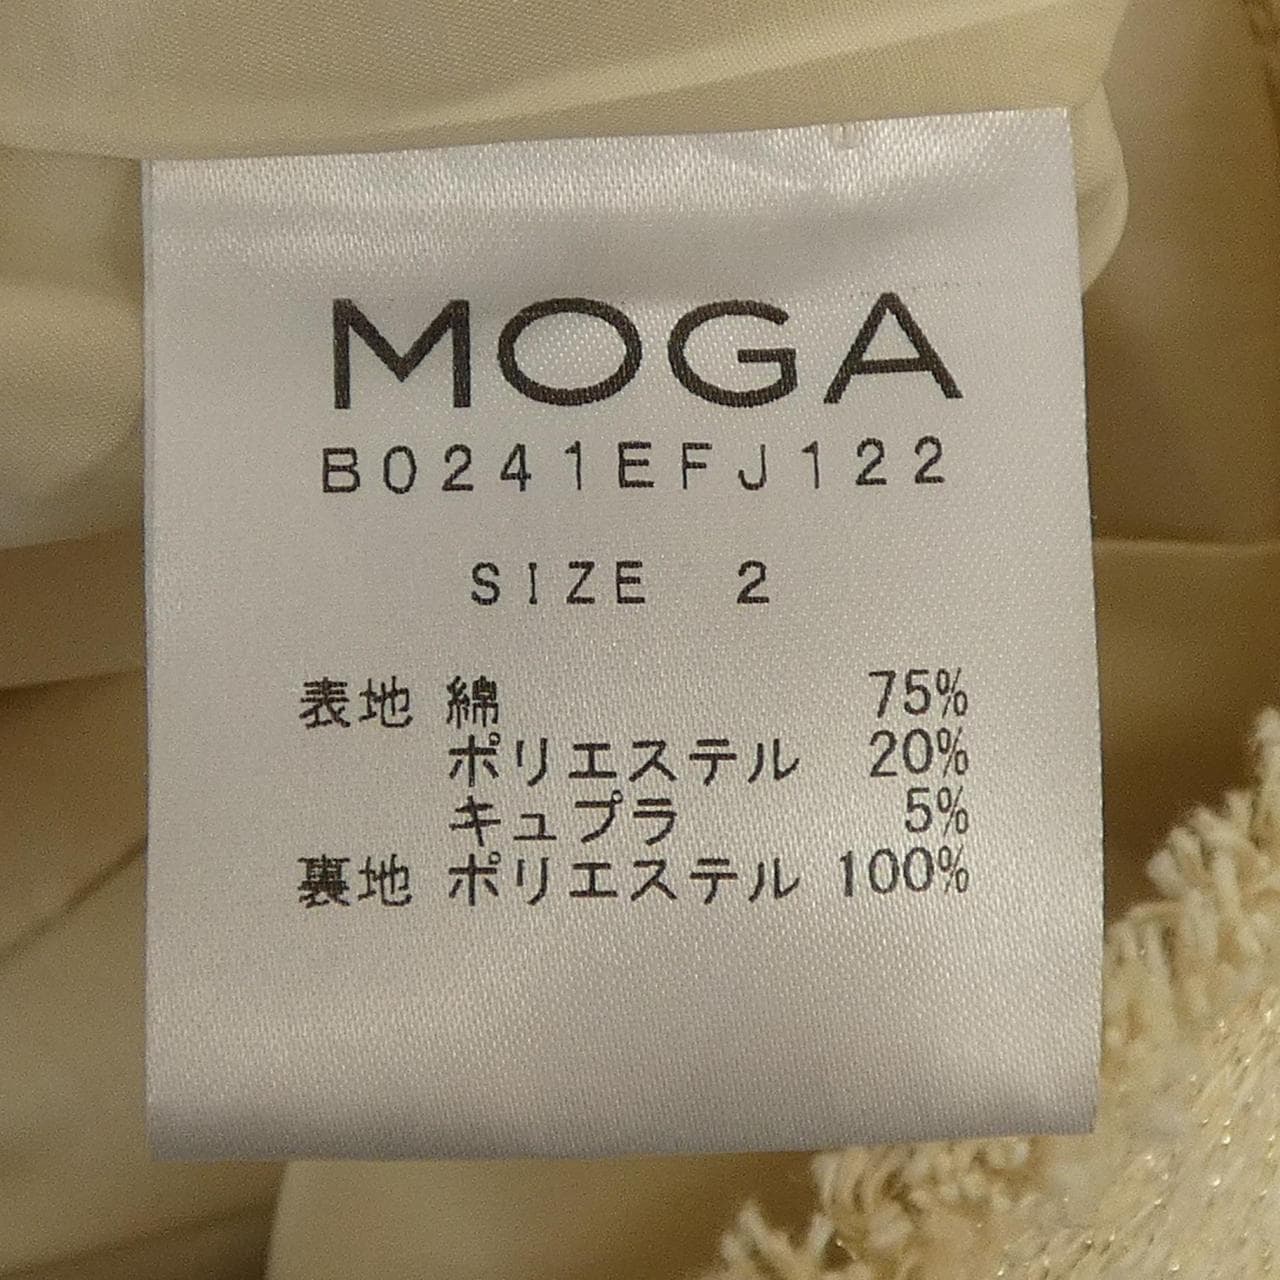 MOGA
B0241EFJ122
SIZE 2
表地 綿 75%
ポリエステル 20%
キュプラ 5%
裏地 ポリエステル 100%